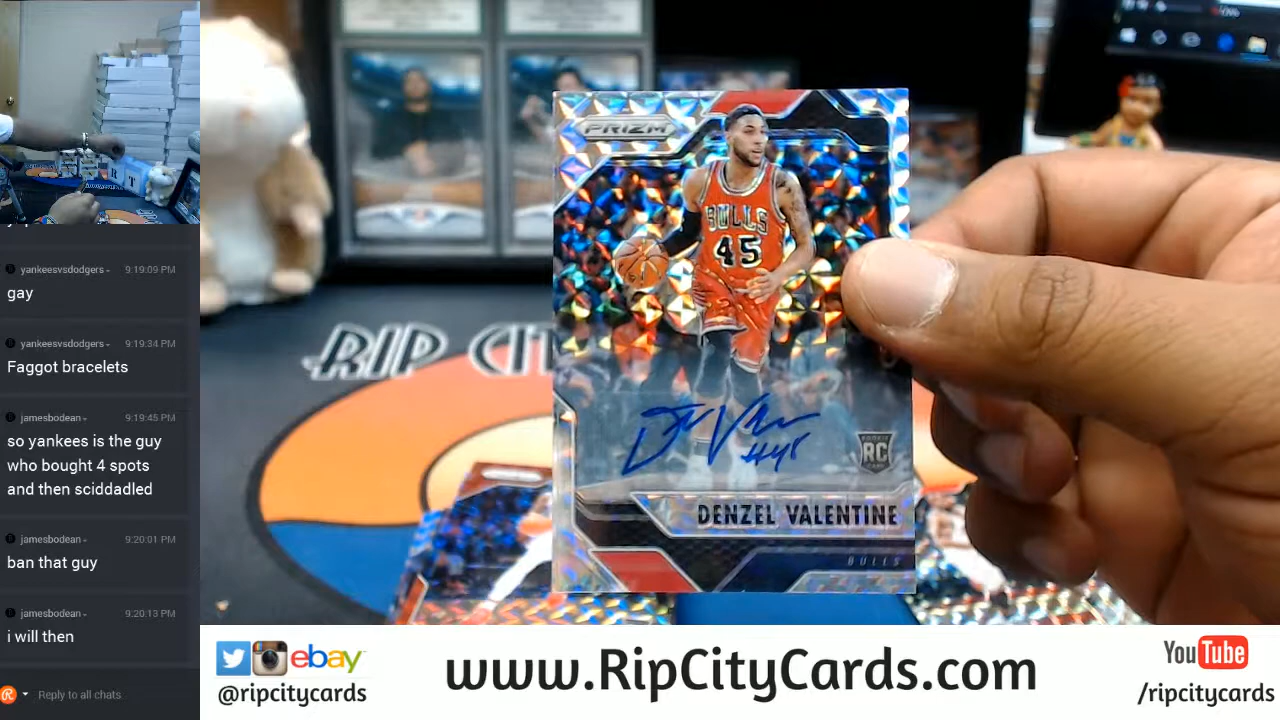 yankeesvsdodgers 9:19:09 PM
gay
yankeesvsdodgers 9:19:34 PM
Faggot bracelets
jamesbodean 9:19:45 PM
so yankees is the guy
who bought 4 spots
and then sciddadled
jamesbodean 9:20:01 PM
ban that guy
jamesbodean 9:20:13 PM
i will then
Reply to all chats
RIP CIT
PRIZM
BULLS
45
#45
ROOKIE
RC
CARD
DENZEL VALENTINE
BULLS
ebay
@ripcitycards
www.RipCityCards.com
YouTube
/ripcitycards